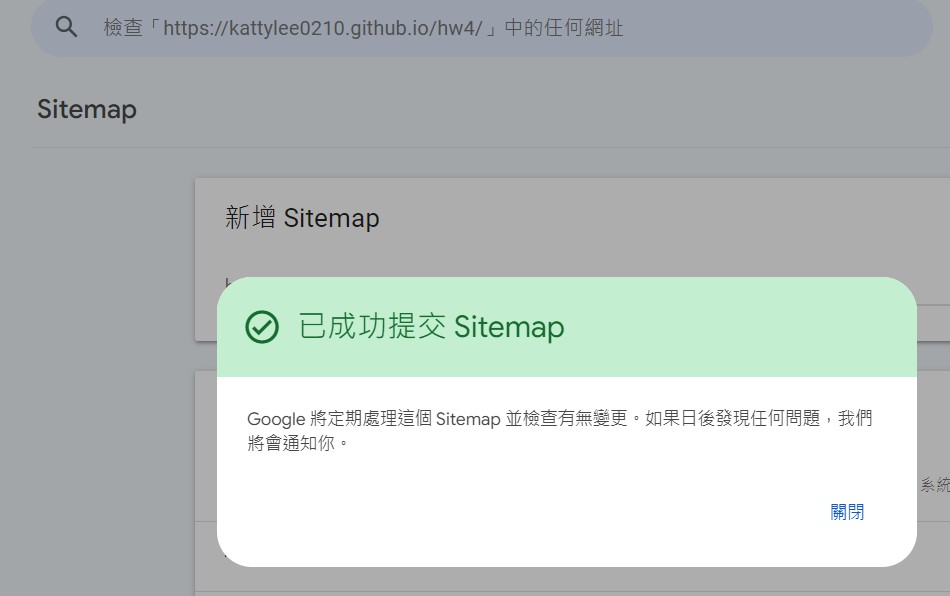 檢查「https://kattylee0210.github.io/hw4/」中的任何網址
Sitemap
新增 Sitemap
已成功提交 Sitemap
Google 將定期處理這個 Sitemap 並檢查有無變更。如果日後發現任何問題，我們
將會通知你。
系統
關閉